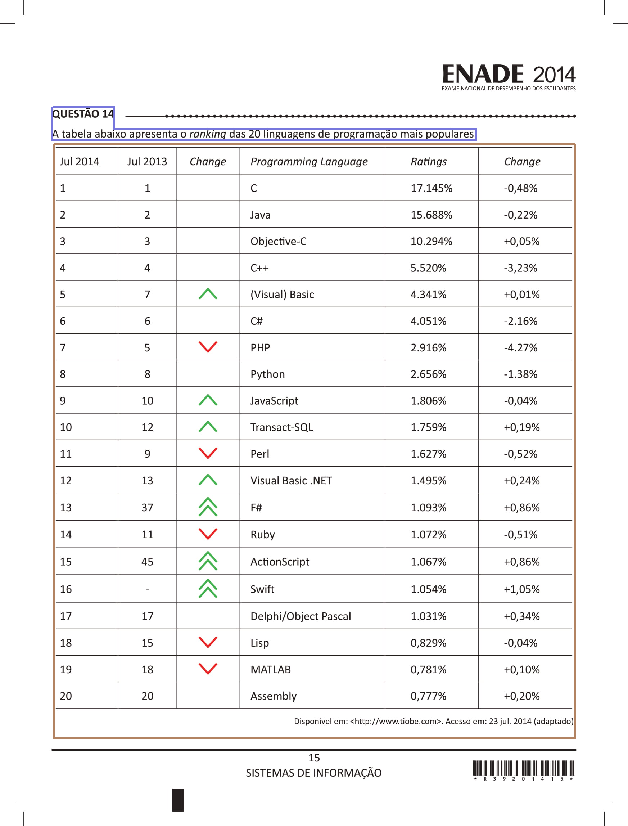 ENADE 2014
EXAME NACIONAL DE DESEMPENHO DOS ESTUDANTES
QUESTÃO 14
A tabela abaixo apresenta o ranking das 20 linguagens de programação mais populares
Jul 2014 Jul 2013 Change Programming Language Ratings Change
1 1 C 17.145% -0,48%
2 2 Java 15.688% -0,22%
3 3 Objective-C 10.294% +0,05%
4 4 C++ 5.520% -3,23%
5 7 (Visual) Basic 4.341% +0,01%
6 6 C# 4.051% -2.16%
7 5 PHP 2.916% -4.27%
8 8 Python 2.656% -1.38%
9 10 JavaScript 1.806% -0,04%
10 12 Transact-SQL 1.759% +0,19%
11 9 Perl 1.627% -0,52%
12 13 Visual Basic .NET 1.495% +0,24%
13 37 F# 1.093% +0,86%
14 11 Ruby 1.072% -0,51%
15 45 ActionScript 1.067% +0,86%
16 - Swift 1.054% +1,05%
17 17 Delphi/Object Pascal 1.031% +0,34%
18 15 Lisp 0,829% -0,04%
19 18 MATLAB 0,781% +0,10%
20 20 Assembly 0,777% +0,20%
Disponível em: <http://www.tiobe.com>. Acesso em: 23 jul. 2014 (adaptado)
15
SISTEMAS DE INFORMAÇÃO
*R3920141 5*